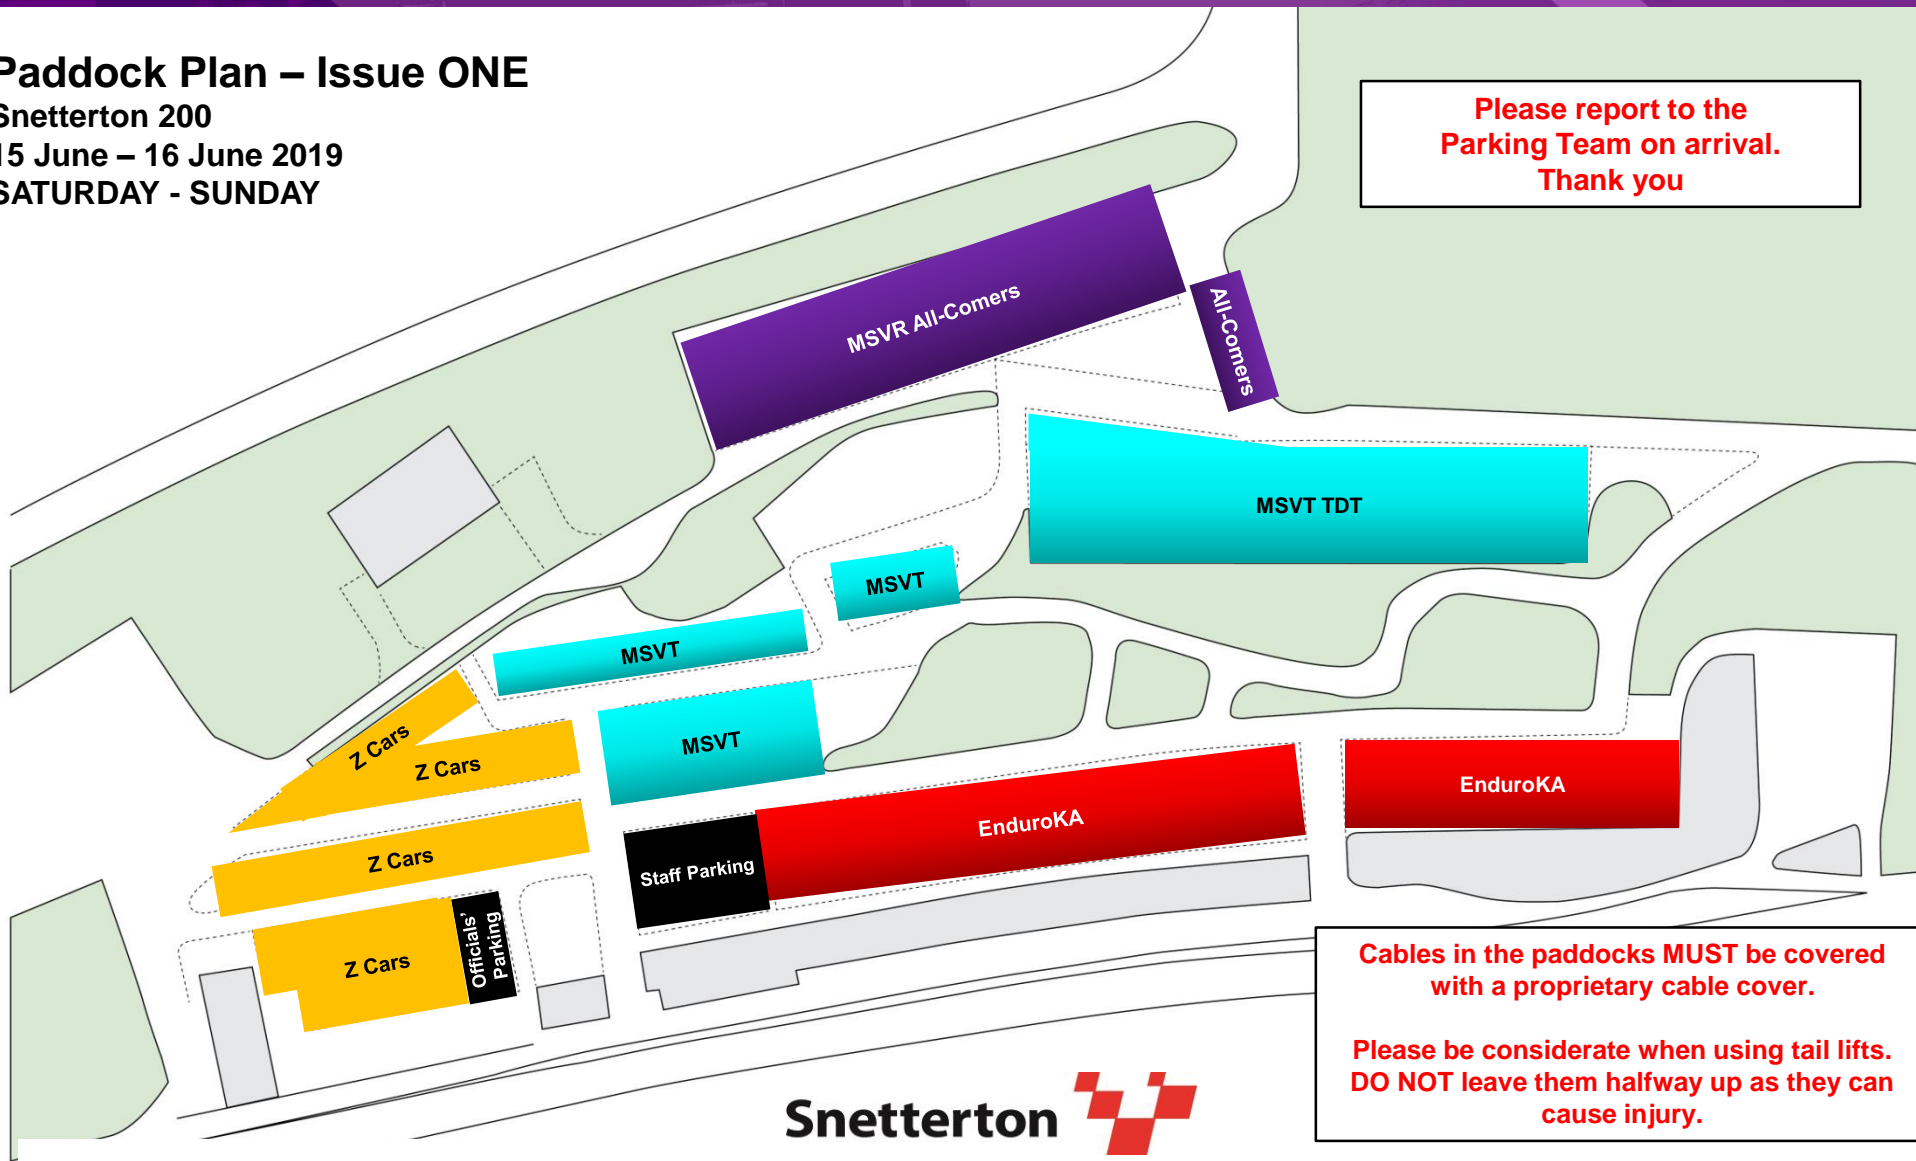 Paddock Plan – Issue ONE
Snetterton 200
15 June – 16 June 2019
SATURDAY - SUNDAY
Please report to the
Parking Team on arrival.
Thank you
MSVR All-Comers
All-Comers
MSVT TDT
MSVT
MSVT
MSVT
Z Cars
Z Cars
Z Cars
Z Cars
Officials'
Parking
Staff Parking
EnduroKA
EnduroKA
Cables in the paddocks MUST be covered
with a proprietary cable cover.
Please be considerate when using tail lifts.
DO NOT leave them halfway up as they can
cause injury.
Snetterton